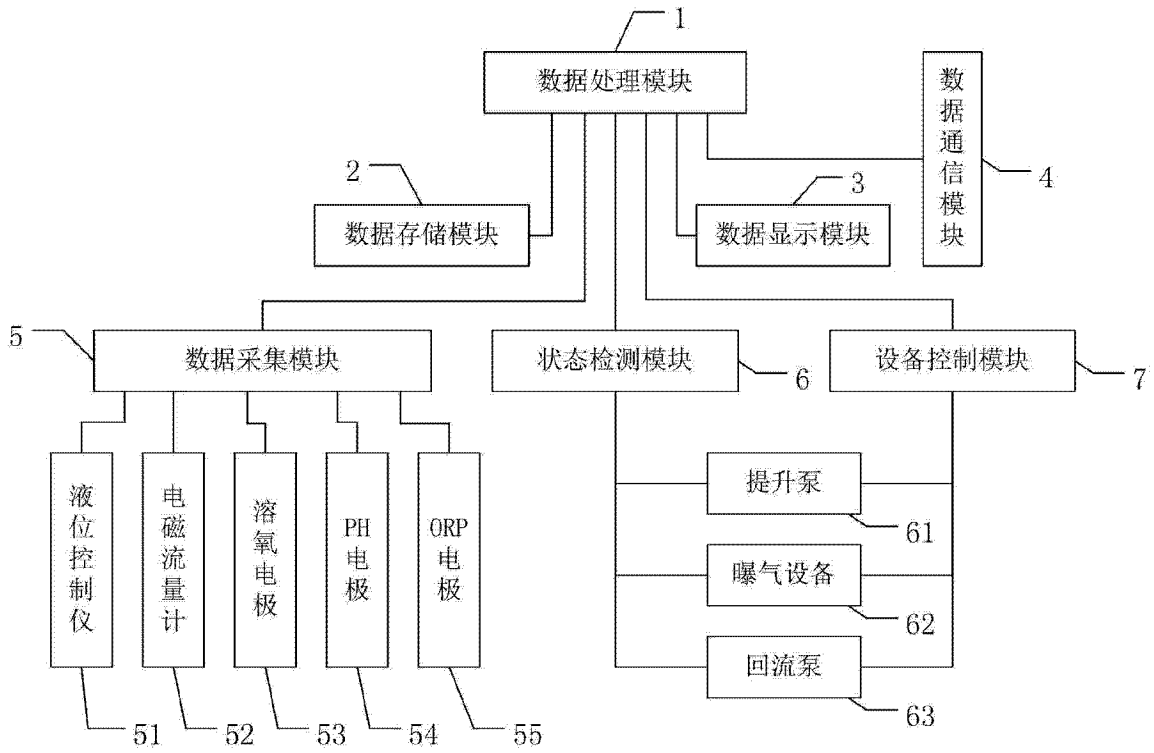 1
数据处理模块
数据通信模块
4
2
数据存储模块
3
数据显示模块
5
数据采集模块
状态检测模块
6
设备控制模块
7
液位控制仪
电磁流量计
溶氧电极
PH电极
ORP电极
提升泵
61
曝气设备
62
回流泵
63
51
52
53
54
55